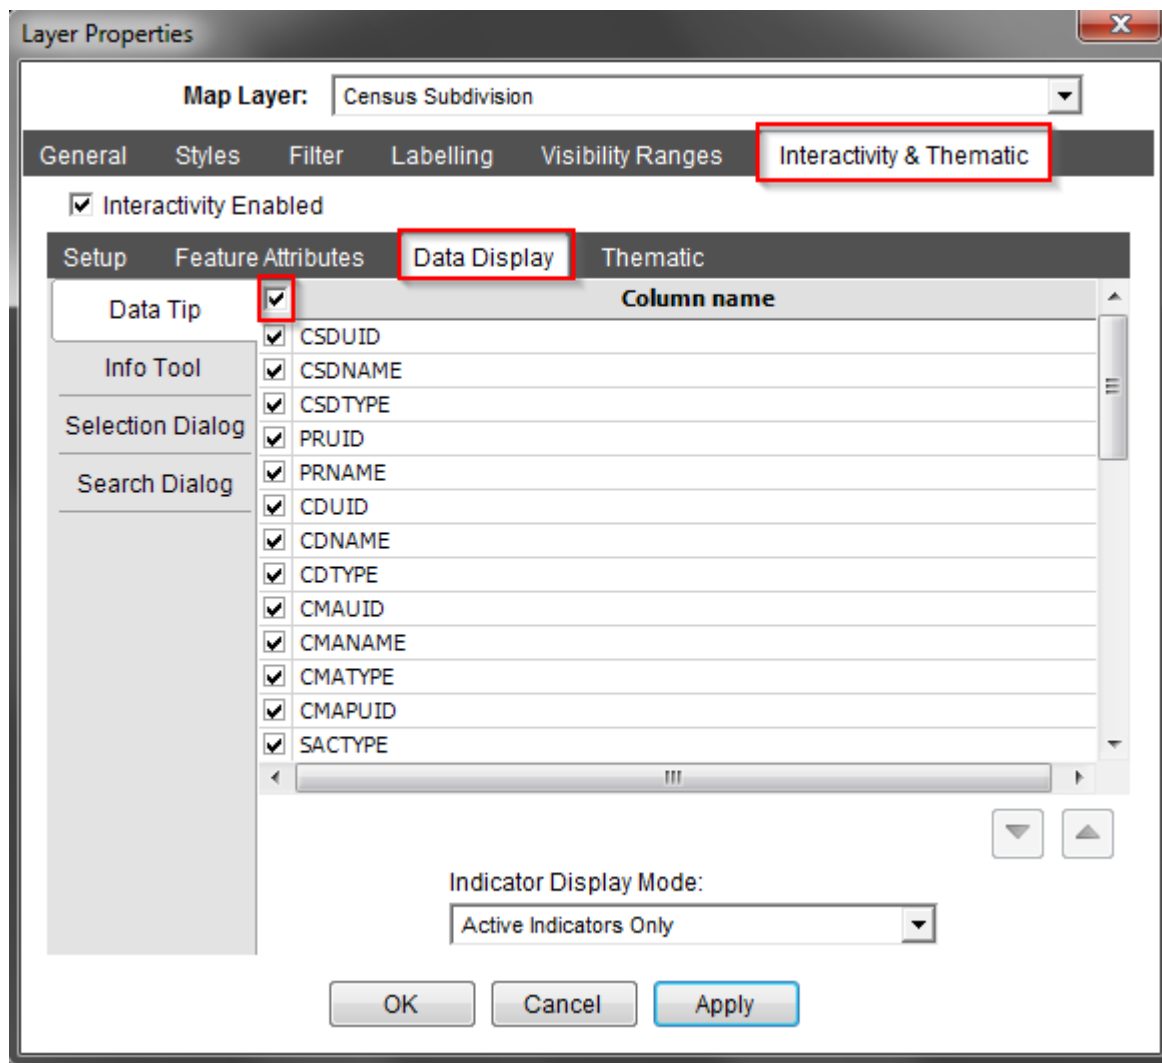 Layer Properties
Map Layer: Census Subdivision
General Styles Filter Labelling Visibility Ranges Interactivity & Thematic
Interactivity Enabled
Setup Feature Attributes Data Display Thematic
Data Tip
Info Tool
Selection Dialog
Search Dialog
Column name
CSDUID
CSDNAME
CSDTYPE
PRUID
PRNAME
CDUID
CDNAME
CDTYPE
CMAUID
CMANAME
CMATYPE
CMAPUID
SACTYPE
Indicator Display Mode:
Active Indicators Only
OK Cancel Apply